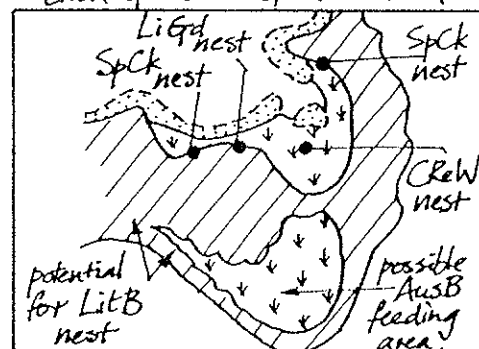 LiGd
nest
SpCk
nest
SpCk
nest
CReW
nest
potential
for LitB
nest
possible
AusB
feeding
area